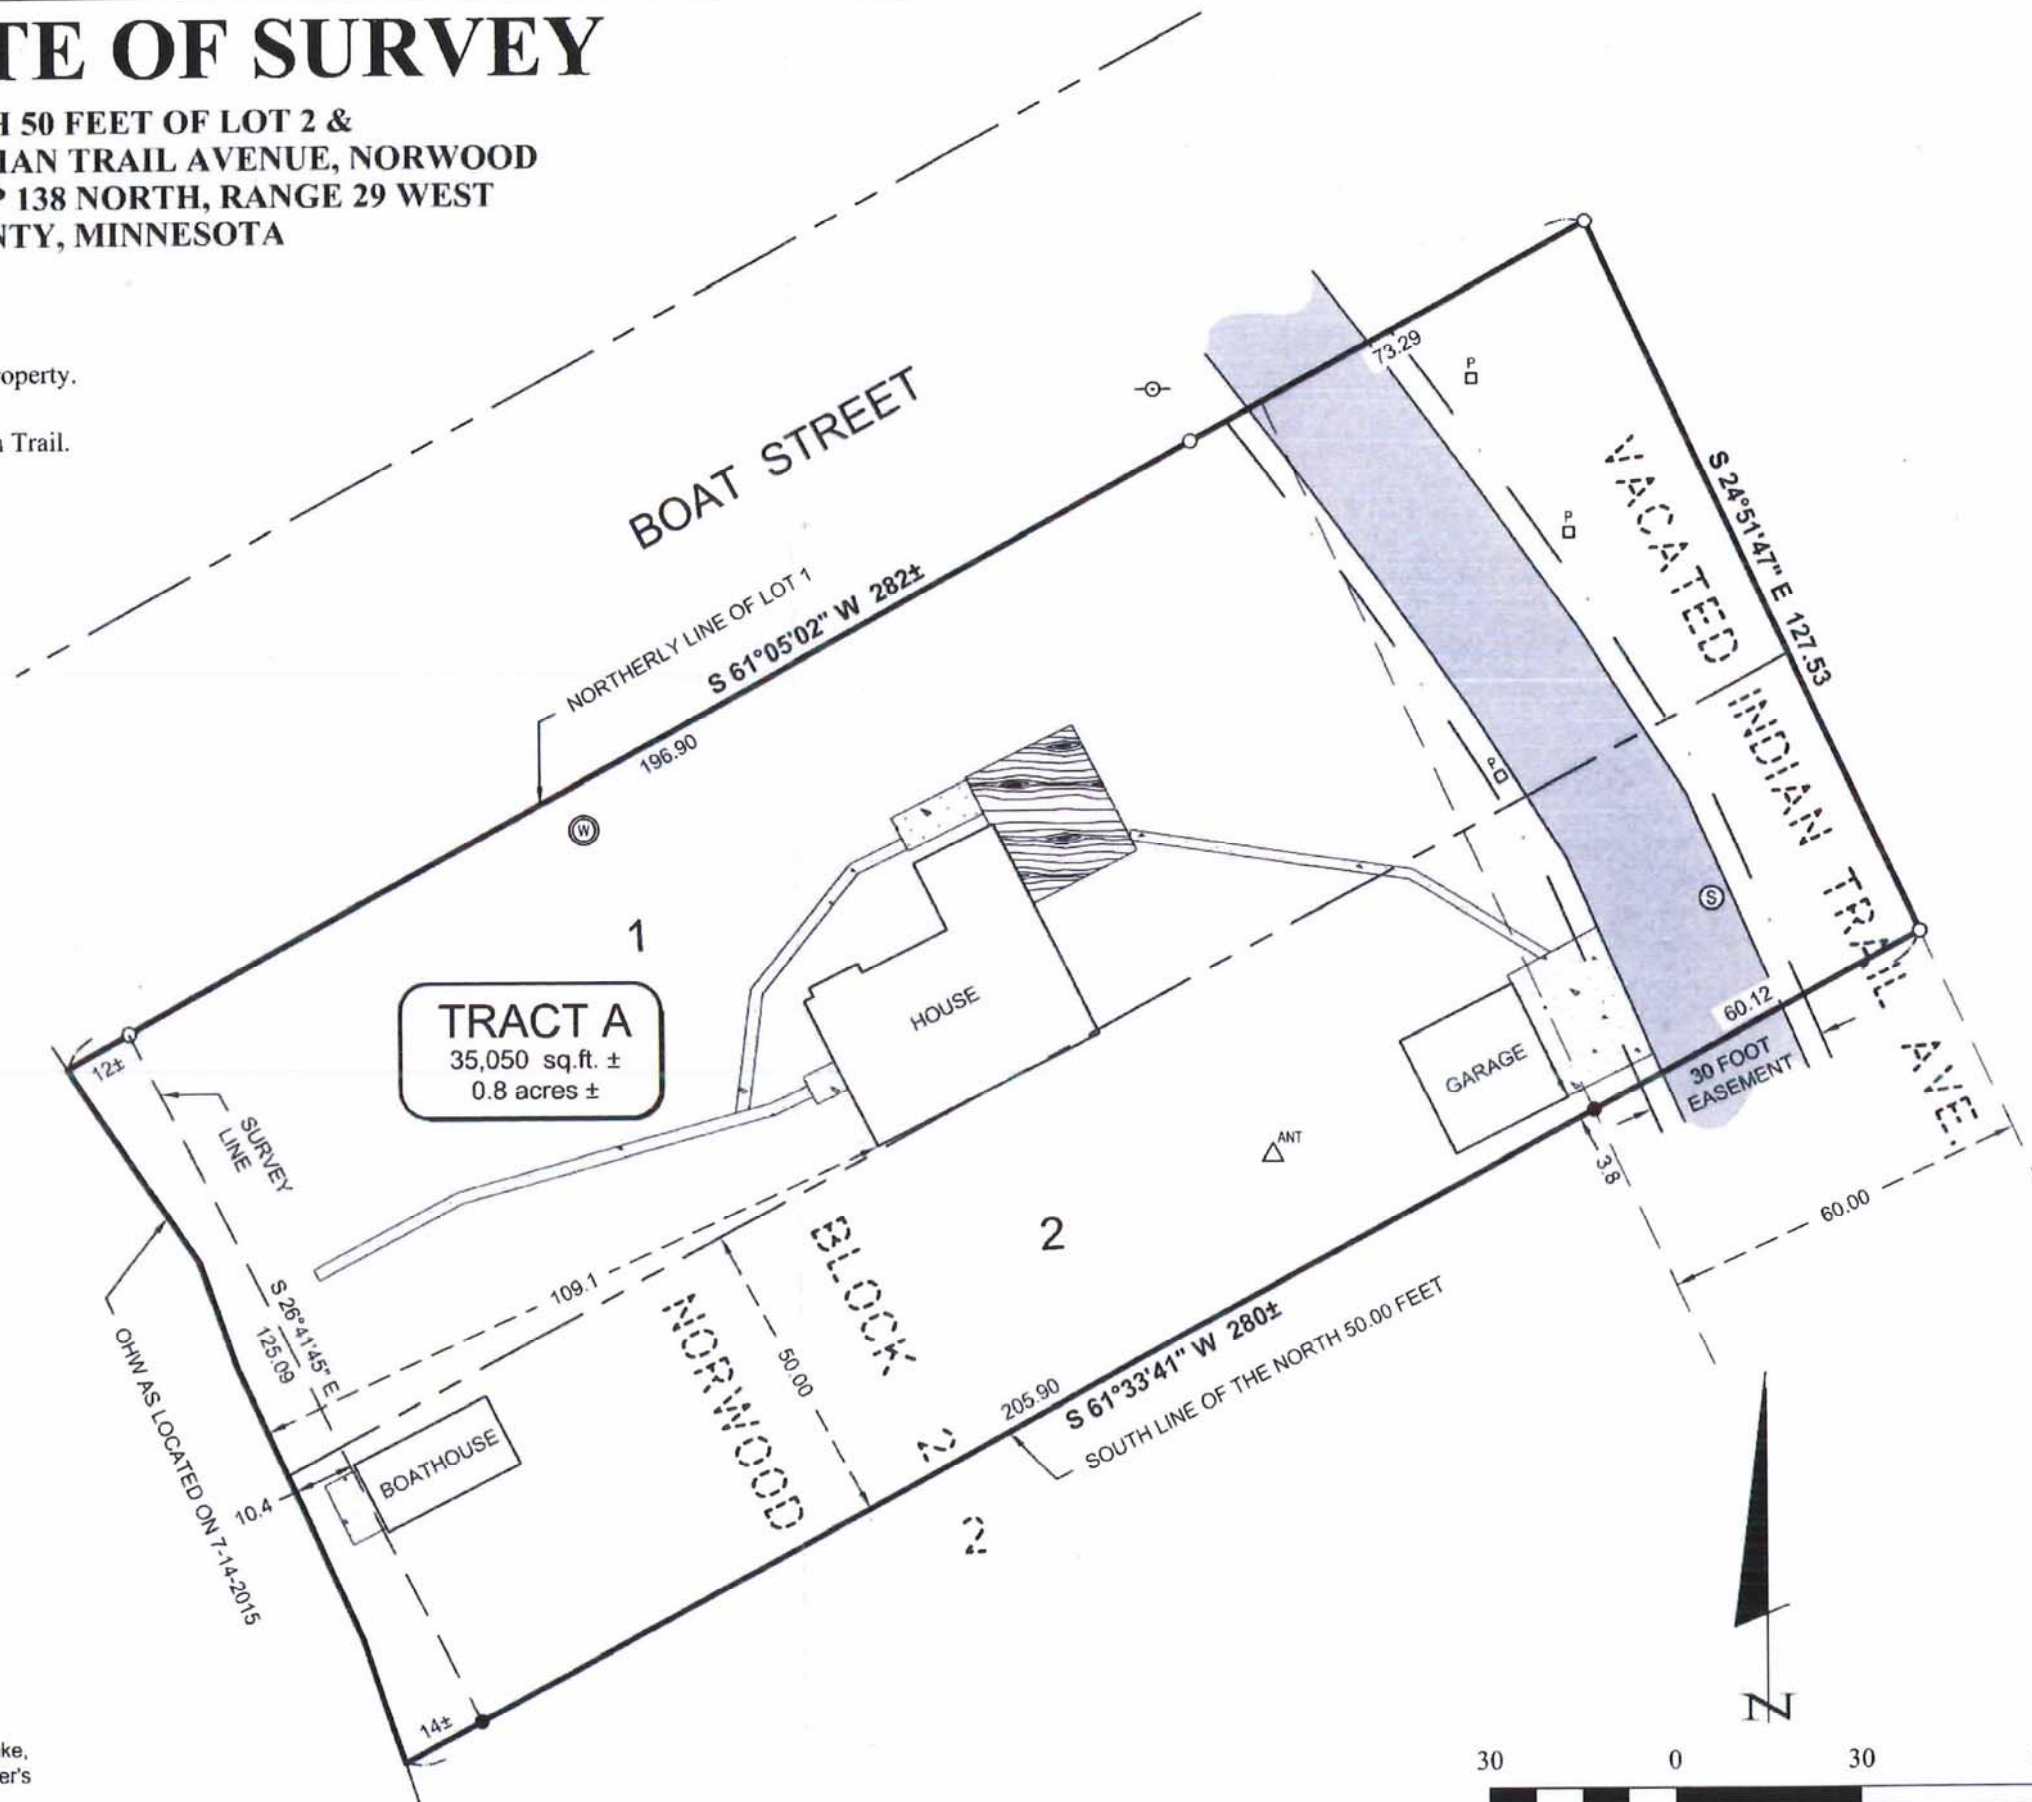 TE OF SURVEY
H 50 FEET OF LOT 2 &
IAN TRAIL AVENUE, NORWOOD
P 138 NORTH, RANGE 29 WEST
NTY, MINNESOTA
operty.
Trail.
BOAT STREET
NORTHERLY LINE OF LOT 1
S 61°05'02" W 282±
196.90
73.29
P
P
P
VACATED INDIAN TRAIL AVE.
S 24°51'47" E 127.53
W
1
TRACT A
35,050 sq.ft. ±
0.8 acres ±
HOUSE
GARAGE
S
60.12
30 FOOT
EASEMENT
12±
SURVEY
LINE
ANT
3.8
60.00
2
BLOCK 2
NORWOOD
109.1
50.00
S 26°41'45" E
125.09
OHW AS LOCATED ON 7-14-2015
BOATHOUSE
10.4
205.90
S 61°33'41" W 280±
SOUTH LINE OF THE NORTH 50.00 FEET
2
14±
N
ke,
er's
30 0 30